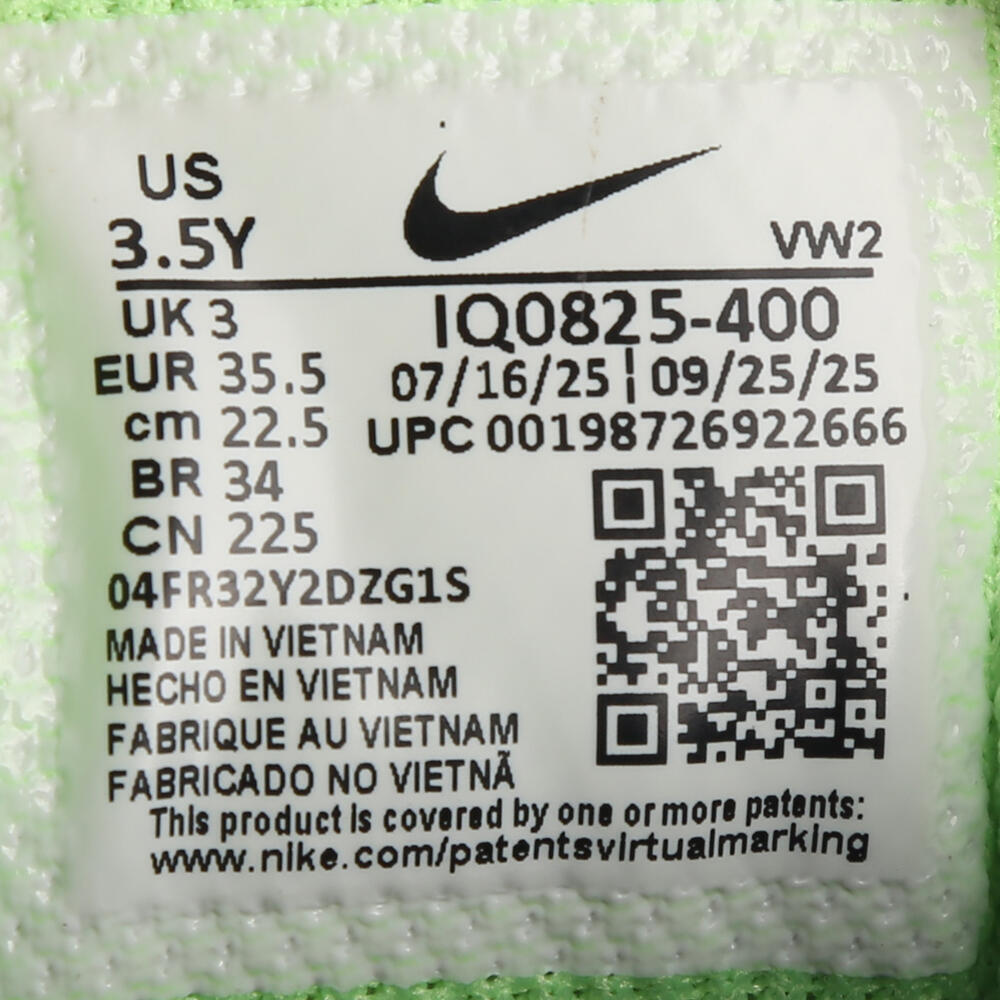 US
3.5Y
VW2
UK 3
EUR 35.5
cm 22.5
BR 34
CN 225
IQ0825-400
07/16/25 | 09/25/25
UPC 00198726922666
04FR32Y2DZG1S
MADE IN VIETNAM
HECHO EN VIETNAM
FABRIQUE AU VIETNAM
FABRICADO NO VIETNÃ
This product is covered by one or more patents:
www.nike.com/patentsvirtualmarking